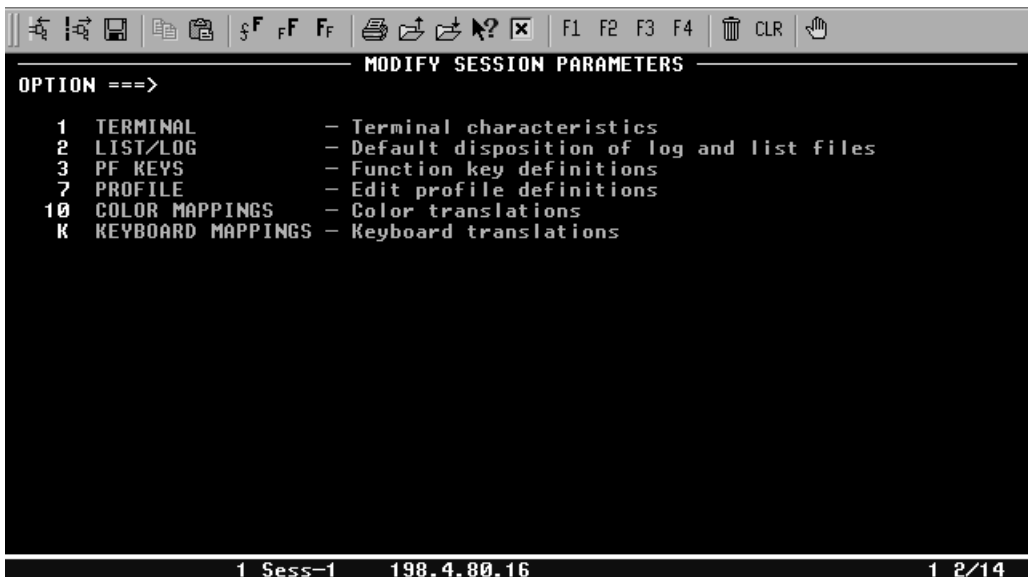 F F F F F1 F2 F3 F4 CLR
MODIFY SESSION PARAMETERS
OPTION ===>
1 TERMINAL – Terminal characteristics
2 LIST/LOG – Default disposition of log and list files
3 PF KEYS – Function key definitions
7 PROFILE – Edit profile definitions
10 COLOR MAPPINGS – Color translations
K KEYBOARD MAPPINGS – Keyboard translations
1 Sess-1 198.4.80.16 1 2/14